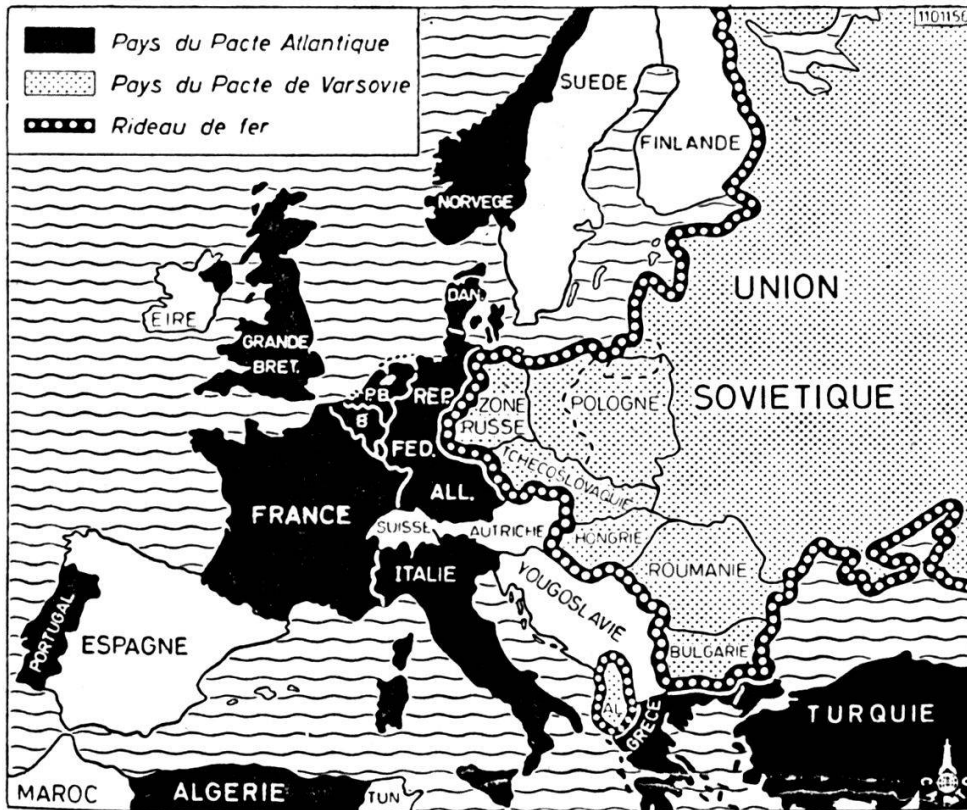 Pays du Pacte Atlantique
Pays du Pacte de Varsovie
Rideau de fer
SUEDE
FINLANDE
NORVEGE
UNION
SOVIETIQUE
DAN.
EIRE
GRANDE
BRET.
P.B.
B
REP.
FED.
ALL.
ZONE
RUSSE
POLOGNE
TCHECOSLOVAQUIE
FRANCE
SUISSE
AUTRICHE
HONGRIE
ROUMANIE
ITALIE
YOUGOSLAVIE
BULGARIE
PORTUGAL
ESPAGNE
AL.
GRECE
TURQUIE
MAROC
ALGERIE
TUN